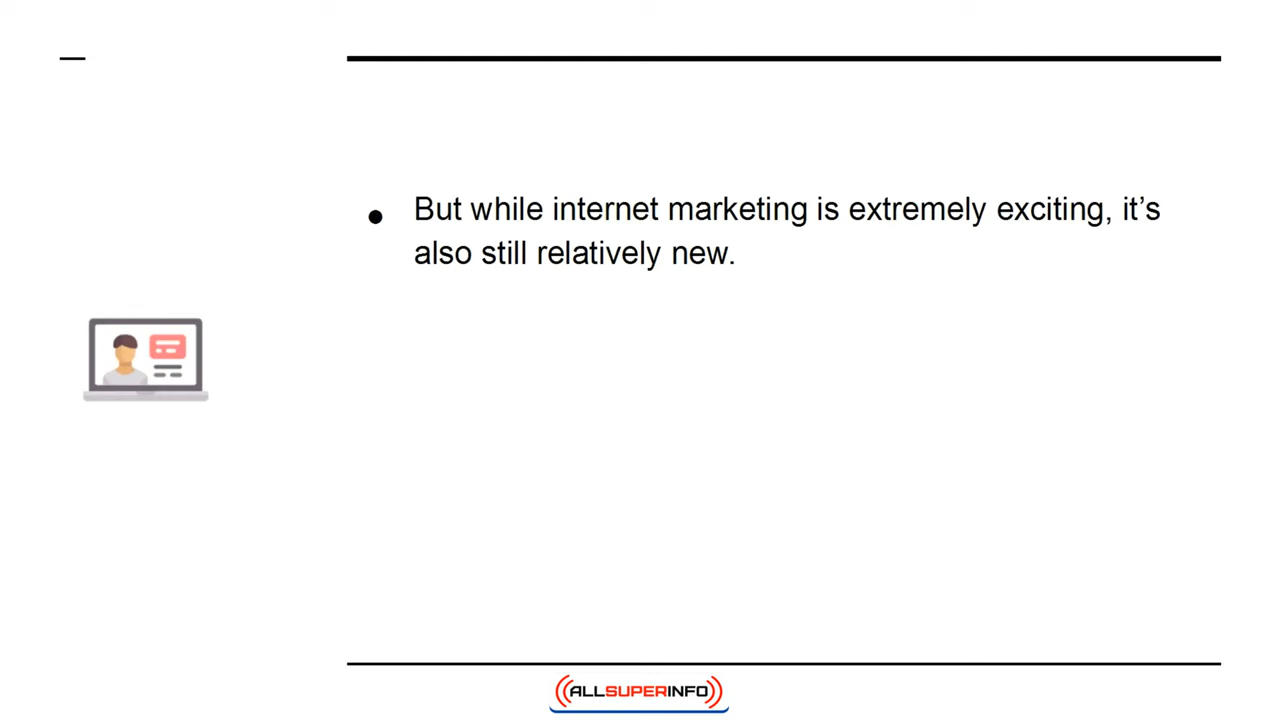 But while internet marketing is extremely exciting, it’s
also still relatively new.
ALLSUPERINFO